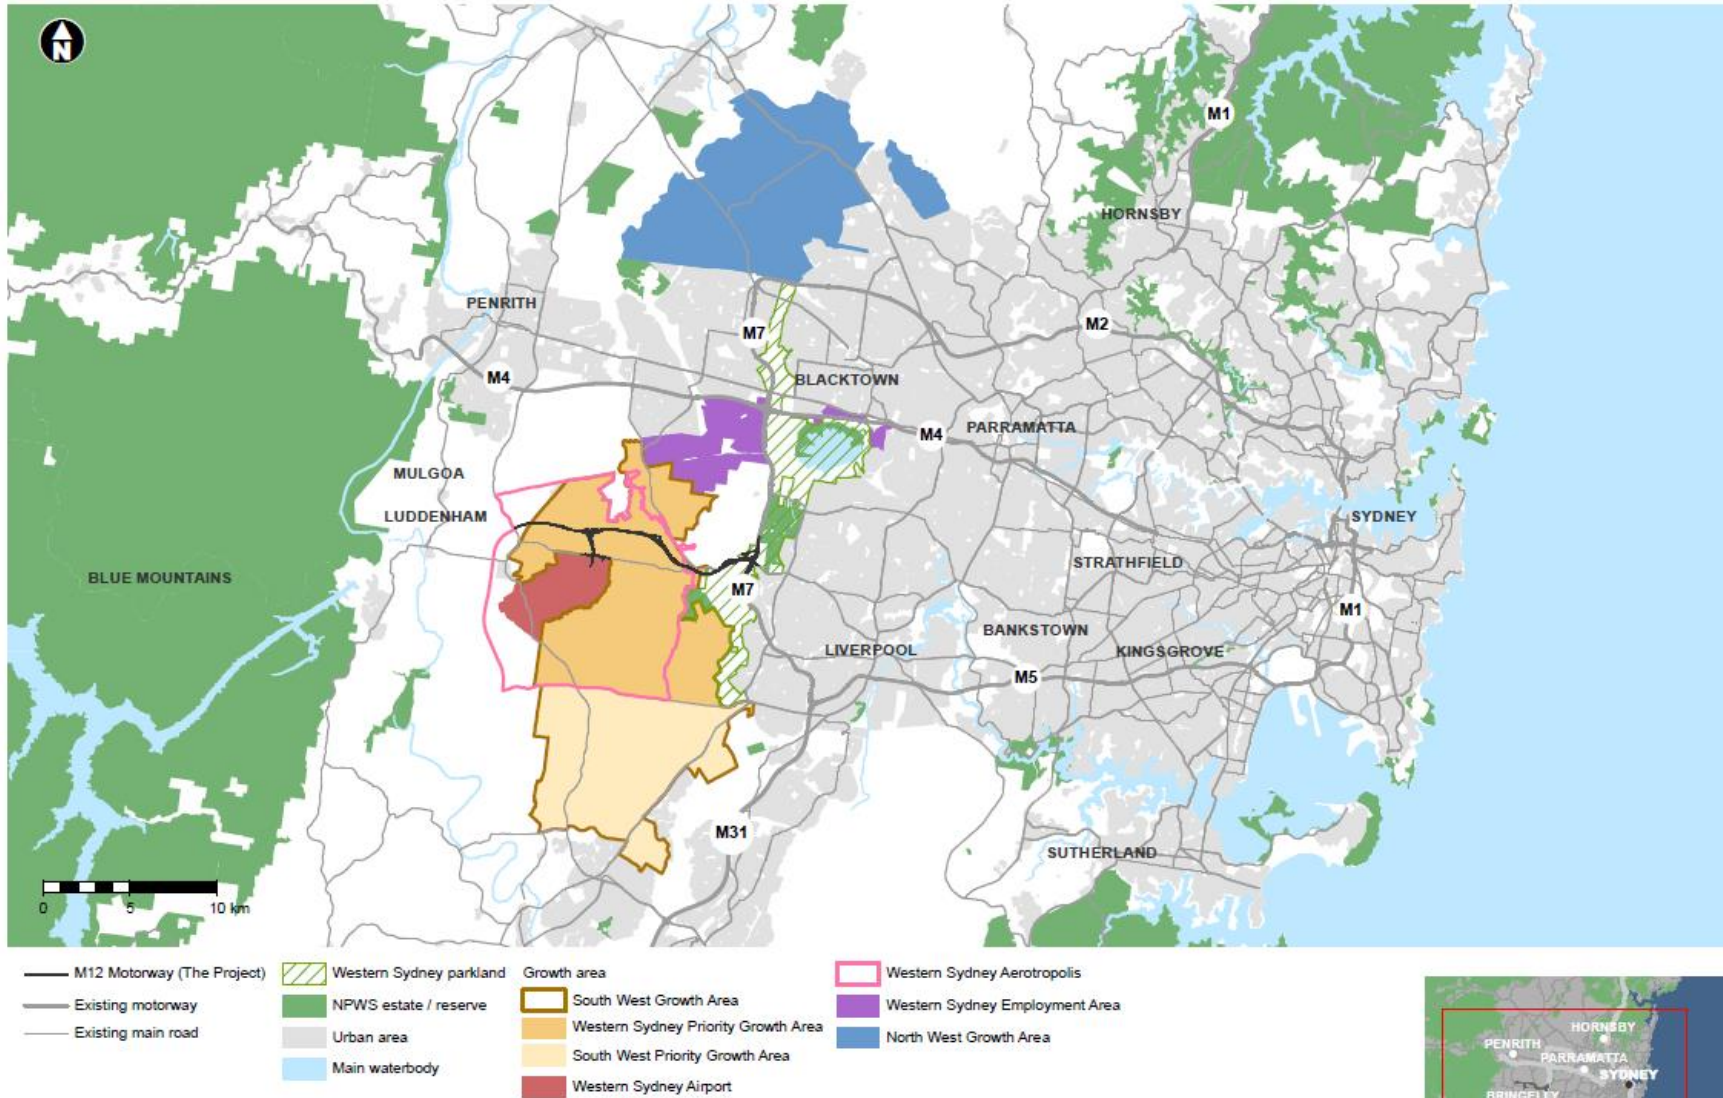 N
M1
HORNSBY
PENRITH
M7
M2
M4
BLACKTOWN
M4
PARRAMATTA
MULGOA
LUDDENHAM
SYDNEY
STRATHFIELD
BLUE MOUNTAINS
M7
M1
BANKSTOWN
LIVERPOOL
KINGSGROVE
M5
M31
SUTHERLAND
0 5 10 km
M12 Motorway (The Project)
Existing motorway
Existing main road
Western Sydney parkland
NPWS estate / reserve
Urban area
Main waterbody
Growth area
South West Growth Area
Western Sydney Priority Growth Area
South West Priority Growth Area
Western Sydney Airport
Western Sydney Aerotropolis
Western Sydney Employment Area
North West Growth Area
HORNSBY
PENRITH
PARRAMATTA
SYDNEY
BRINGELLY